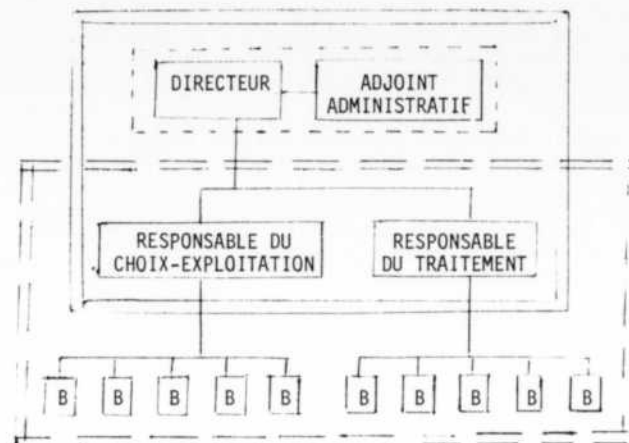 DIRECTEUR
ADJOINT
ADMINISTRATIF
RESPONSABLE DU
CHOIX-EXPLOITATION
RESPONSABLE
DU TRAITEMENT
B B B B B B B B B B